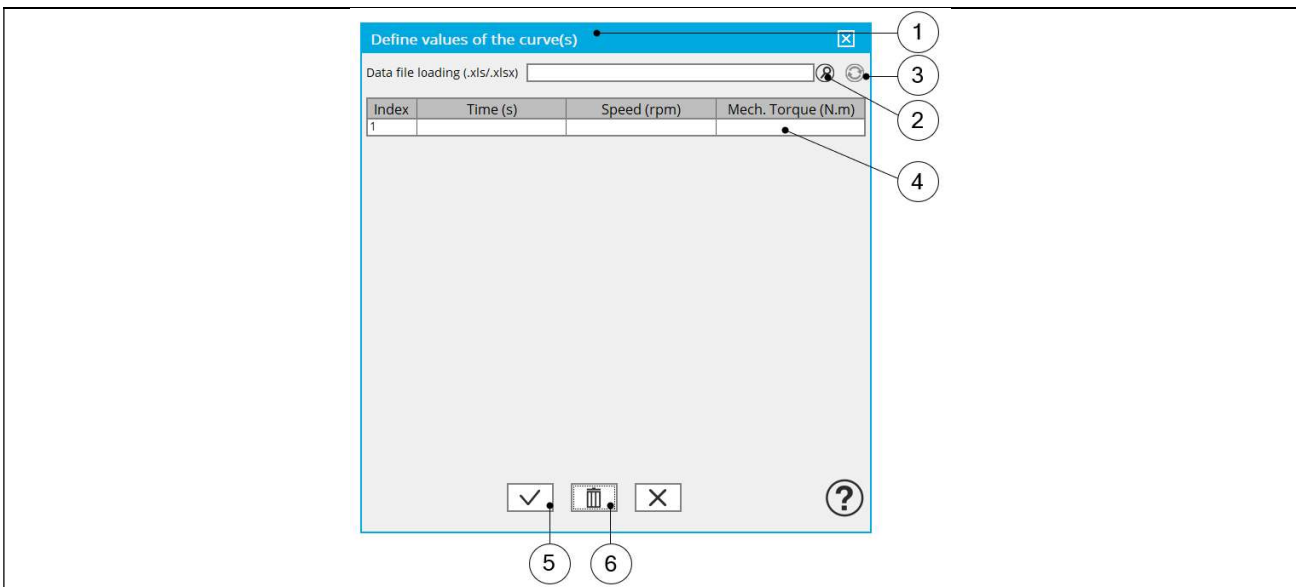 Define values of the curve(s)
1
Data file loading (.xls/.xlsx)
3
Index Time (s) Speed (rpm) Mech. Torque (N.m)
2
1
4
?
5 6